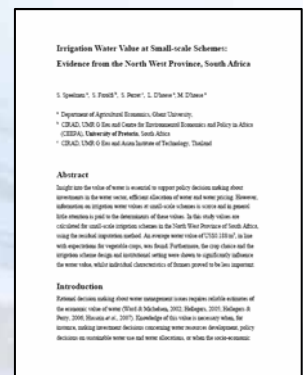 Irrigation Water Value at Small-scale Schemes:
Evidence from the North West Province, South Africa
S. Speelman ᵃ, S. Farolfi ᵇ, S. Perret ᶜ, L. D'haese ᵃ, M. D'haese ᵃ
ᵃ Department of Agricultural Economics, Ghent University,
ᵇ CIRAD, UMR G Eau and Centre for Environmental Economics and Policy in Africa
(CEEPA), University of Pretoria, South Africa
ᶜ CIRAD, UMR G Eau and Asian Institute of Technology, Thailand
Abstract
Insight into the value of water is essential to support policy decision making about
investments in the water sector, efficient allocation of water and water pricing. However,
information on irrigation water values at small-scale schemes is scarce and in general
little attention is paid to the determinants of these values. In this study values are
calculated for small-scale irrigation schemes in the North West Province of South Africa,
using the residual imputation method. An average water value of US$0.188/m³, in line
with expectations for vegetable crops, was found. Furthermore, the crop choice and the
irrigation scheme design and institutional setting were shown to significantly influence
the water value, whilst individual characteristics of farmers proved to be less important.
Introduction
Rational decision making about water management issues requires reliable estimates of
the economic value of water (Ward & Michelsen, 2002; Hellegers, 2005; Hellegers &
Perry, 2006; Hussain et al., 2007). Knowledge of this value is necessary when, for
instance, making investment decisions concerning water resources development, policy
decisions on sustainable water use and water allocations, or when the socio-economic